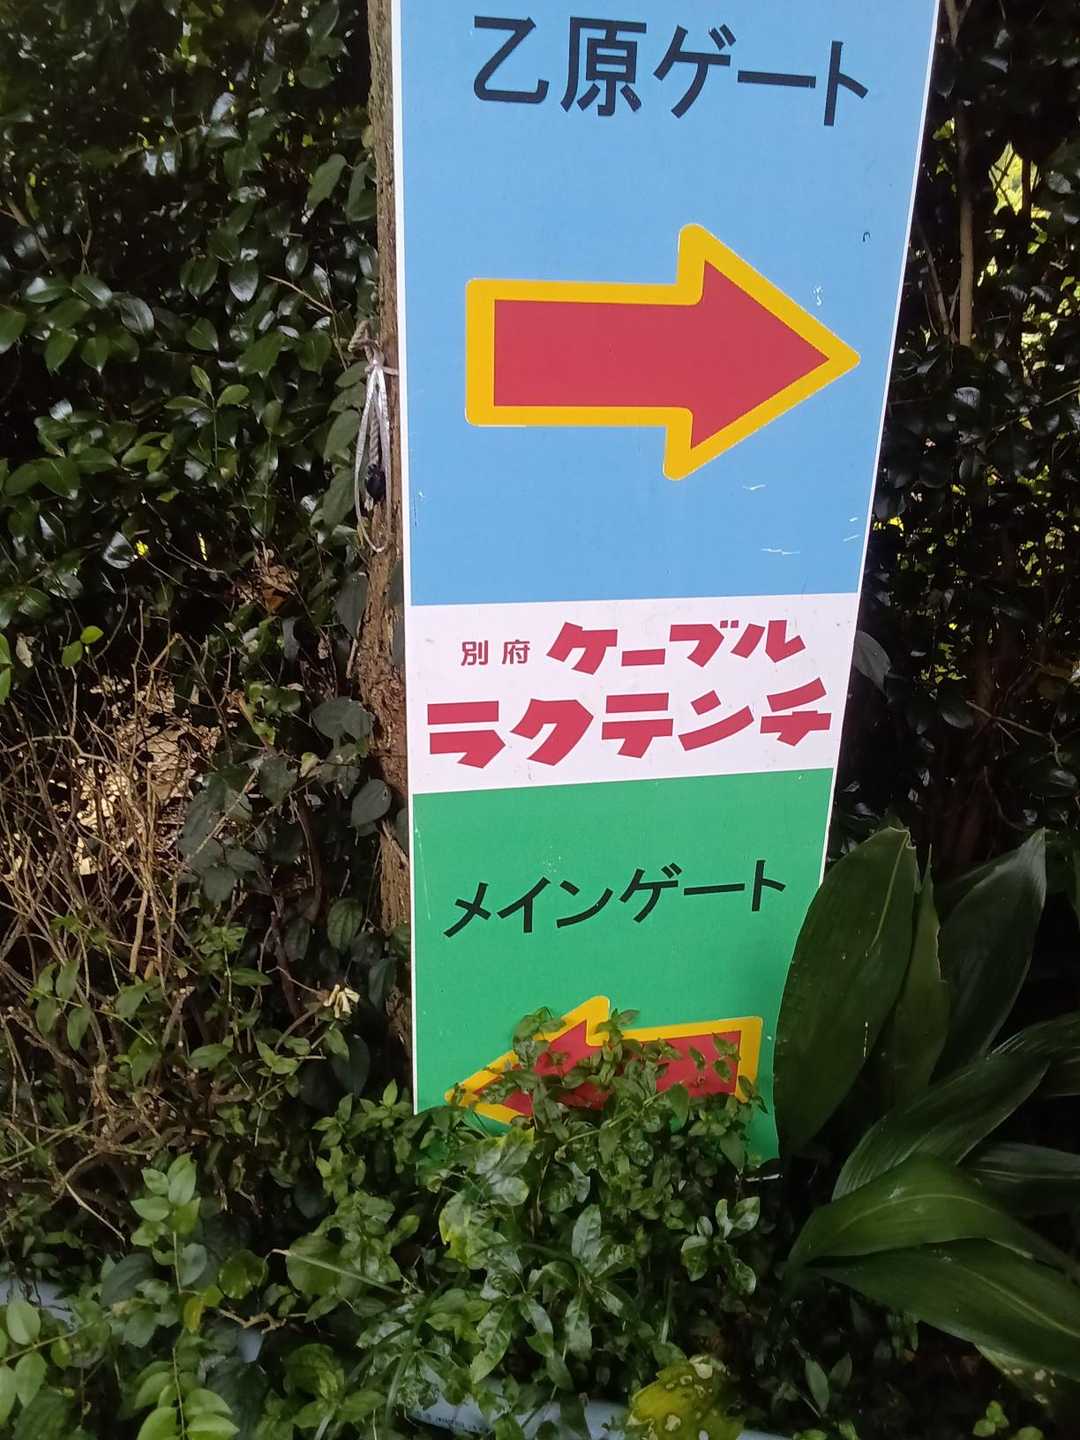 乙原ゲート
別府 ケーブル
ラクテンチ
メインゲート